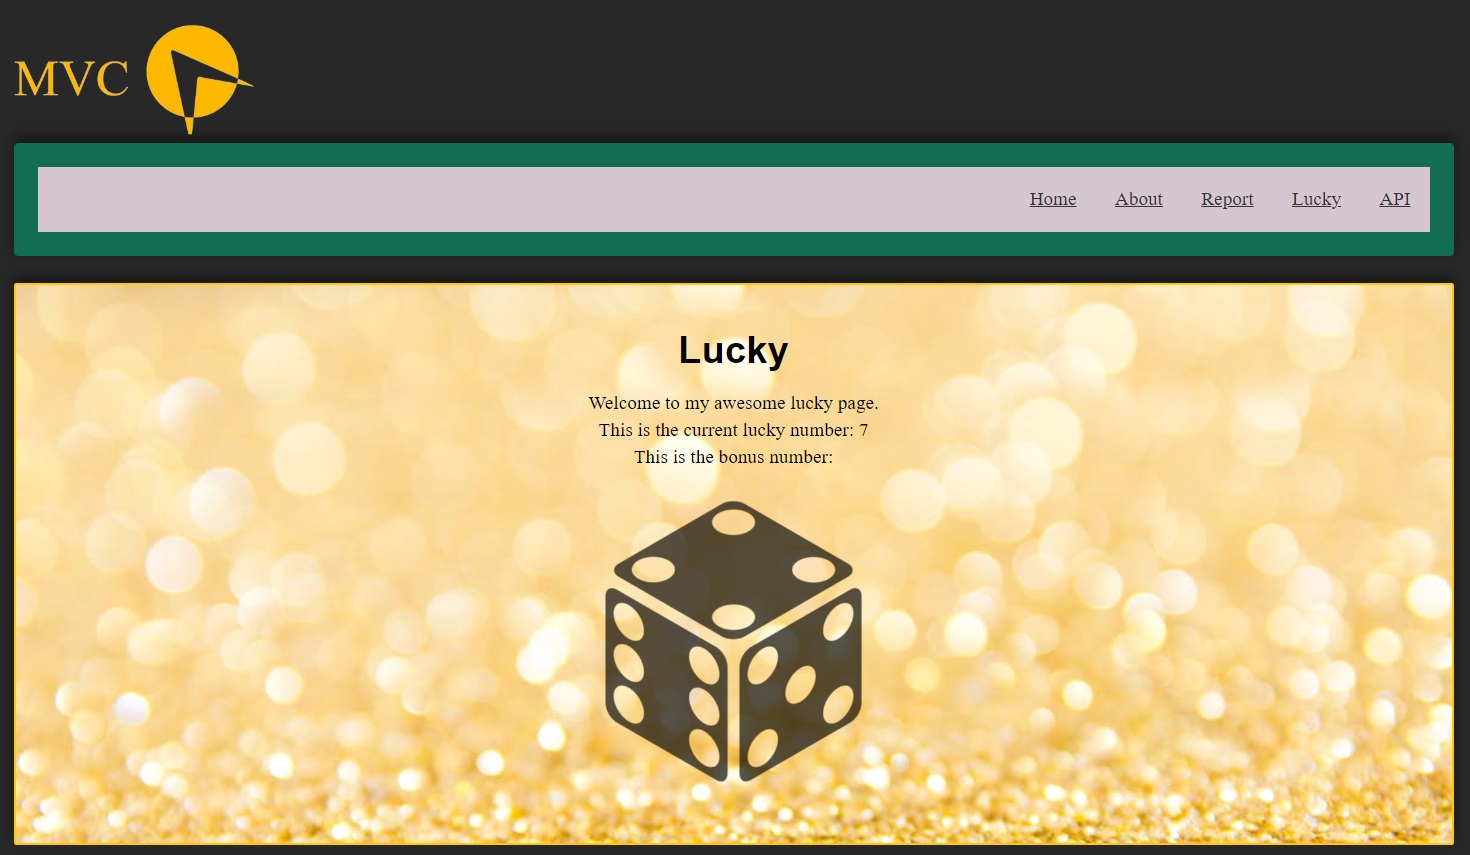 MVC
Home About Report Lucky API
Lucky
Welcome to my awesome lucky page.
This is the current lucky number: 7
This is the bonus number: